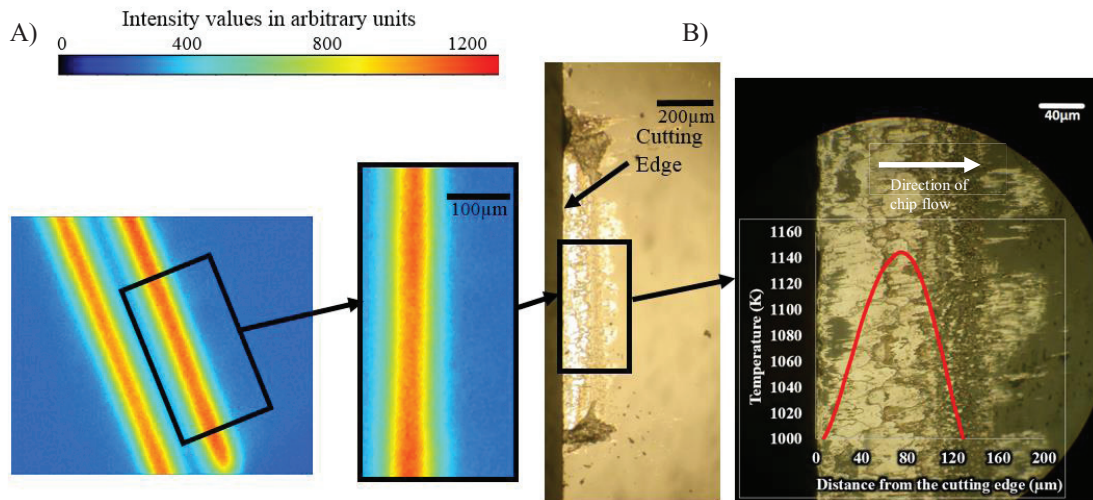 A)
Intensity values in arbitrary units
0 400 800 1200
100µm
B)
200µm
Cutting
Edge
40µm
Direction of
chip flow
Temperature (K)
1160
1140
1120
1100
1080
1060
1040
1020
1000
0 40 80 120 160 200
Distance from the cutting edge (µm)